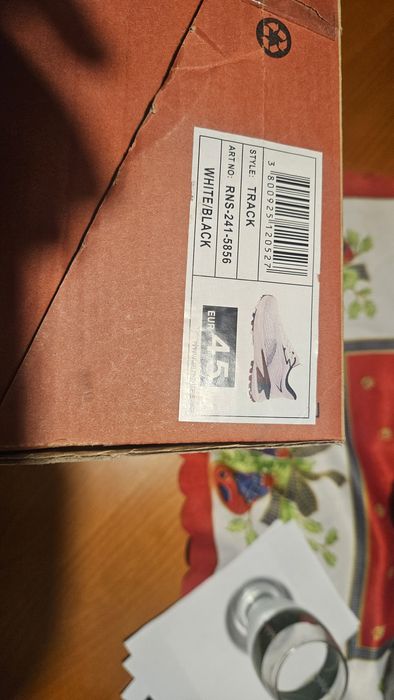 3 800925 120527
STYLE: TRACK
ART NO: RNS-241-5856
WHITE/BLACK
EUR 45